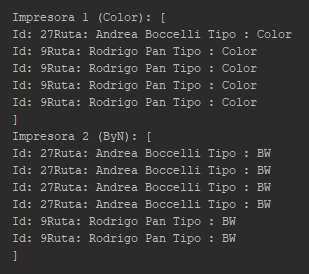 Impresora 1 (Color): [
Id: 27Ruta: Andrea Boccelli Tipo : Color
Id: 9Ruta: Rodrigo Pan Tipo : Color
Id: 9Ruta: Rodrigo Pan Tipo : Color
Id: 9Ruta: Rodrigo Pan Tipo : Color
Id: 9Ruta: Rodrigo Pan Tipo : Color
]
Impresora 2 (ByN): [
Id: 27Ruta: Andrea Boccelli Tipo : BW
Id: 27Ruta: Andrea Boccelli Tipo : BW
Id: 27Ruta: Andrea Boccelli Tipo : BW
Id: 27Ruta: Andrea Boccelli Tipo : BW
Id: 9Ruta: Rodrigo Pan Tipo : BW
Id: 9Ruta: Rodrigo Pan Tipo : BW
]